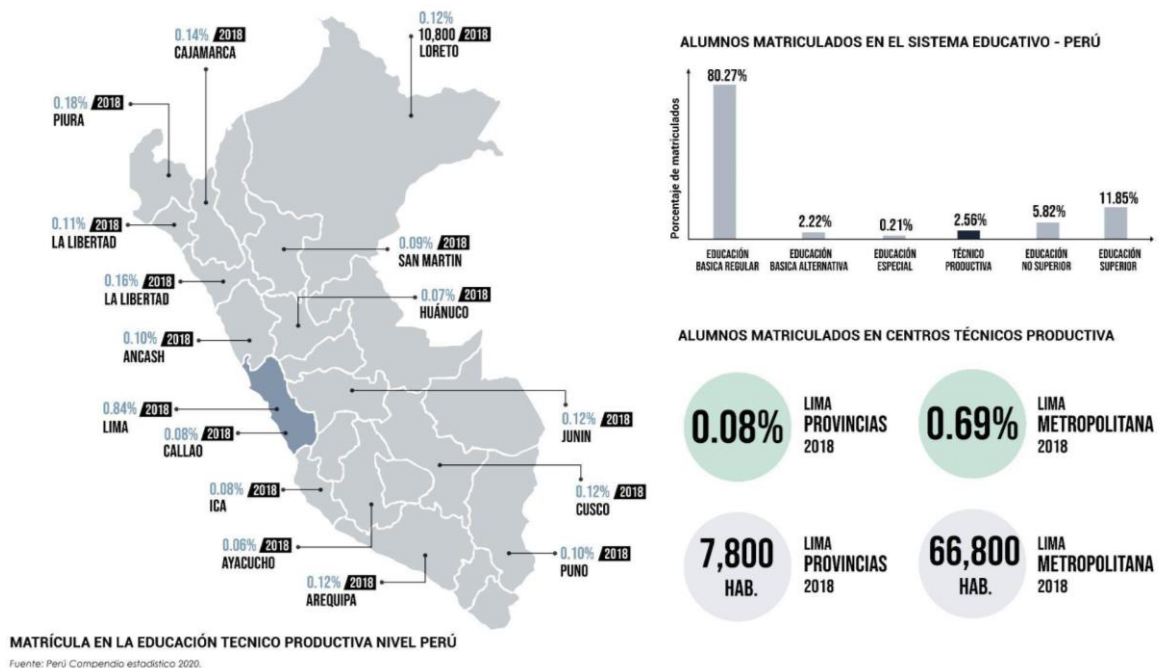 0.12%
10,800 2018
LORETO
0.14% 2018
CAJAMARCA
0.18% 2018
PIURA
0.11% 2018
LA LIBERTAD
0.09% 2018
SAN MARTIN
0.16% 2018
LA LIBERTAD
0.07% 2018
HUÁNUCO
0.10% 2018
ANCASH
0.84% 2018
LIMA
0.08% 2018
CALLAO
0.12% 2018
JUNIN
0.08% 2018
ICA
0.12% 2018
CUSCO
0.06% 2018
AYACUCHO
0.10% 2018
PUNO
0.12% 2018
AREQUIPA
MATRÍCULA EN LA EDUCACIÓN TECNICO PRODUCTIVA NIVEL PERÚ
Fuente: Perú Compendio estadístico 2020.
ALUMNOS MATRICULADOS EN EL SISTEMA EDUCATIVO - PERÚ
Porcentaje de matriculados
80.27%
2.22%
0.21%
2.56%
5.82%
11.85%
EDUCACIÓN
BASICA REGULAR
EDUCACIÓN
BASICA ALTERNATIVA
EDUCACIÓN
ESPECIAL
TÉCNICO
PRODUCTIVA
EDUCACIÓN
NO SUPERIOR
EDUCACIÓN
SUPERIOR
ALUMNOS MATRICULADOS EN CENTROS TÉCNICOS PRODUCTIVA
0.08%
LIMA
PROVINCIAS
2018
0.69%
LIMA
METROPOLITANA
2018
7,800
HAB.
LIMA
PROVINCIAS
2018
66,800
HAB.
LIMA
METROPOLITANA
2018